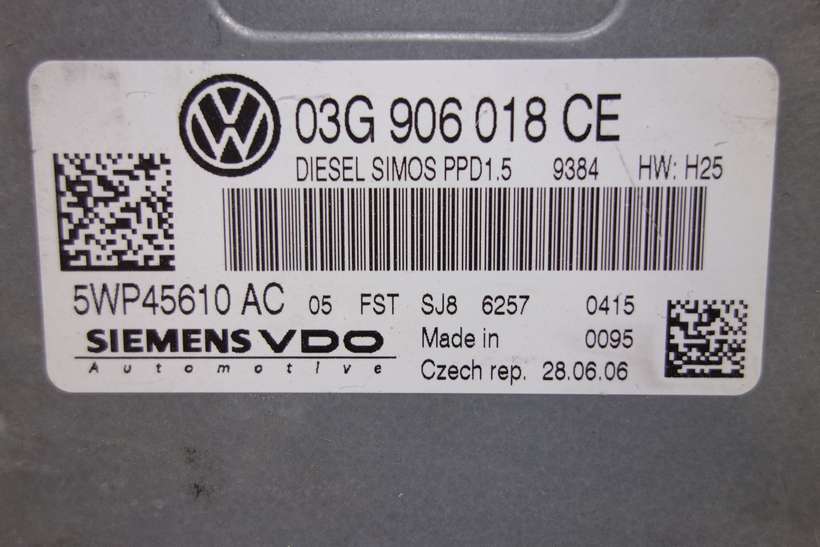 03G 906 018 CE
DIESEL SIMOS PPD1.5 9384 HW: H25
5WP45610 AC 05 FST SJ8 6257 0415
SIEMENS VDO Made in 0095
Automotive Czech rep. 28.06.06